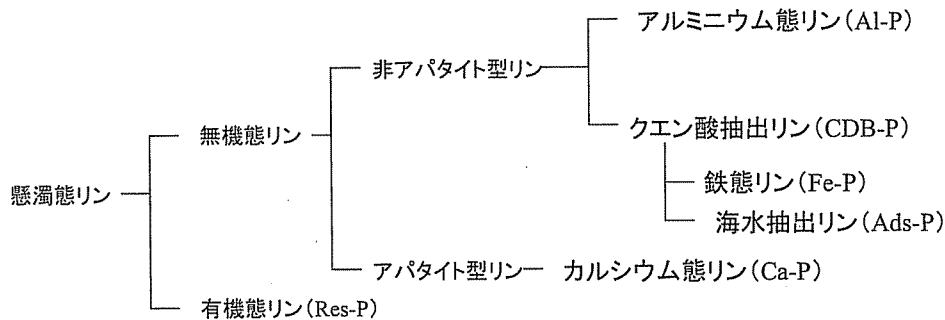 アルミニウム態リン(Al-P)
非アパタイト型リン
無機態リン
クエン酸抽出リン(CDB-P)
鉄態リン(Fe-P)
懸濁態リン
海水抽出リン(Ads-P)
アパタイト型リン
カルシウム態リン(Ca-P)
有機態リン(Res-P)